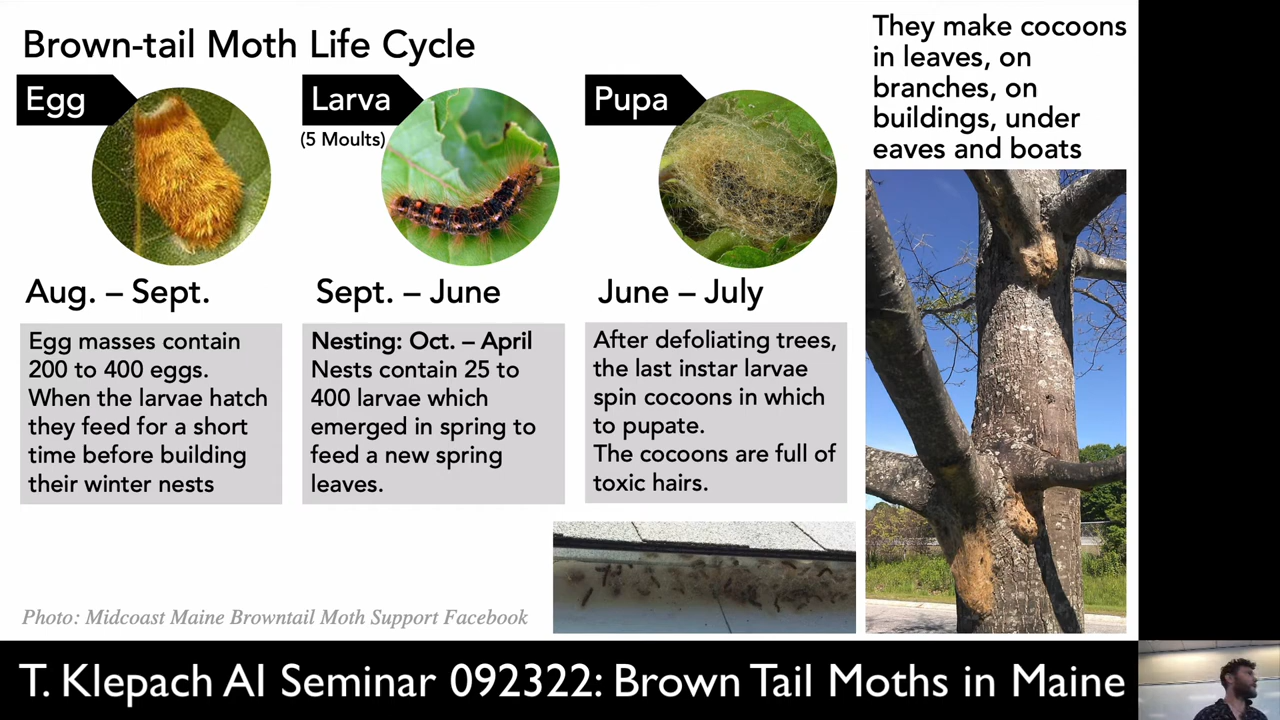 Brown-tail Moth Life Cycle
Egg
Aug. – Sept.
Egg masses contain
200 to 400 eggs.
When the larvae hatch
they feed for a short
time before building
their winter nests
Larva
(5 Moults)
Sept. – June
Nesting: Oct. – April
Nests contain 25 to
400 larvae which
emerged in spring to
feed a new spring
leaves.
Pupa
June – July
After defoliating trees,
the last instar larvae
spin cocoons in which
to pupate.
The cocoons are full of
toxic hairs.
They make cocoons
in leaves, on
branches, on
buildings, under
eaves and boats
Photo: Midcoast Maine Browntail Moth Support Facebook
T. Klepach AI Seminar 092322: Brown Tail Moths in Maine